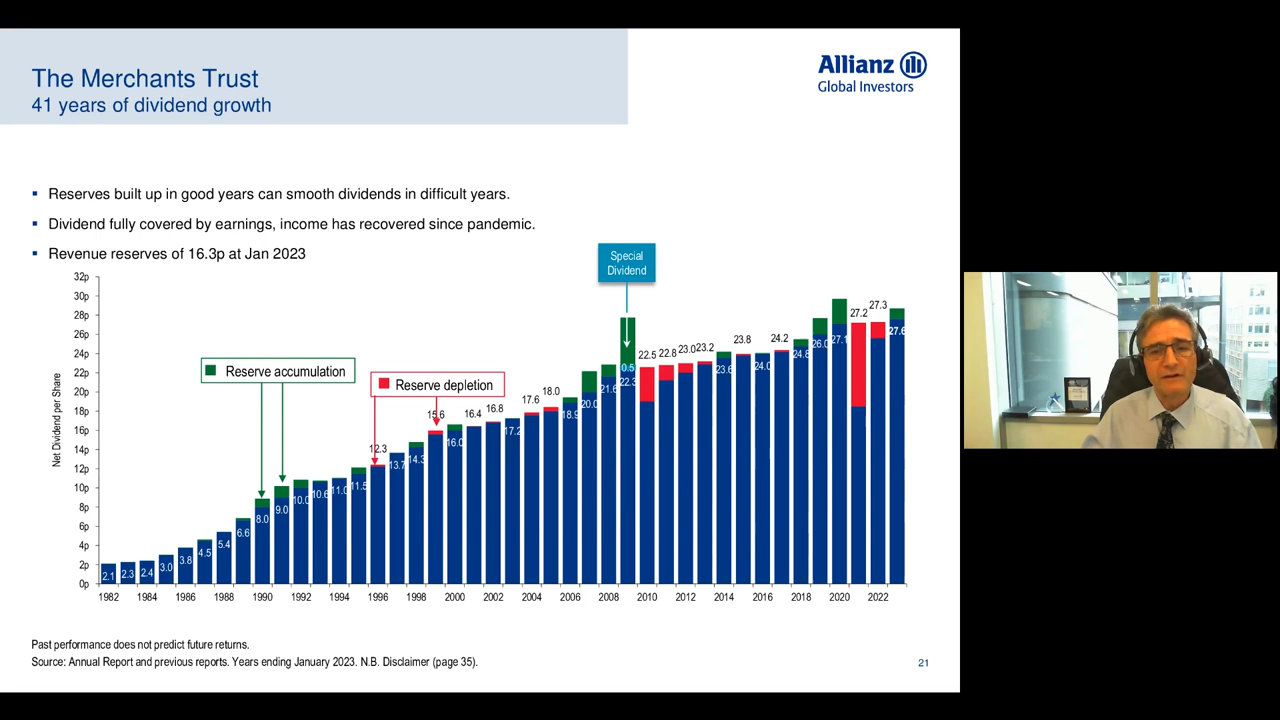 The Merchants Trust
41 years of dividend growth
Allianz
Global Investors
▪ Reserves built up in good years can smooth dividends in difficult years.
▪ Dividend fully covered by earnings, income has recovered since pandemic.
▪ Revenue reserves of 16.3p at Jan 2023
Special
Dividend
Reserve accumulation
Reserve depletion
Net Dividend per Share
32p
30p
28p
26p
24p
22p
20p
18p
16p
14p
12p
10p
8p
6p
4p
2p
0p
2.1 2.3 2.4 3.0 3.8 4.5 5.4 6.6 8.0 9.0 10.0 10.6 11.0 11.5 12.3 13.7 14.3 15.6 16.0 16.4 16.8 17.2 17.6 18.0 18.9 20.0 21.6 0.5 22.3 22.5 22.8 23.0 23.2 23.6 23.8 24.0 24.2 24.8 26.0 27.1 27.2 27.3 27.6
1982 1984 1986 1988 1990 1992 1994 1996 1998 2000 2002 2004 2006 2008 2010 2012 2014 2016 2018 2020 2022
Past performance does not predict future returns.
Source: Annual Report and previous reports. Years ending January 2023. N.B. Disclaimer (page 35).
21